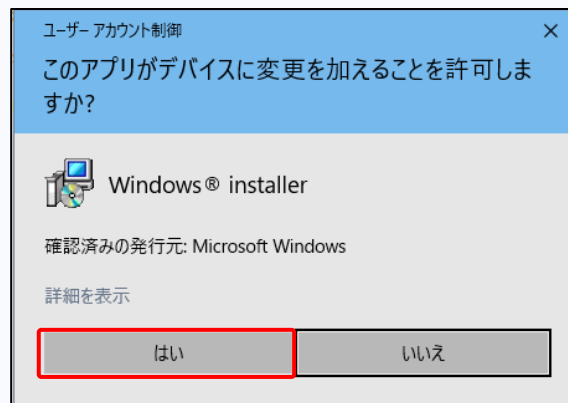 ユーザー アカウント制御
このアプリがデバイスに変更を加えることを許可しま
すか?
Windows® installer
確認済みの発行元: Microsoft Windows
詳細を表示
はい
いいえ